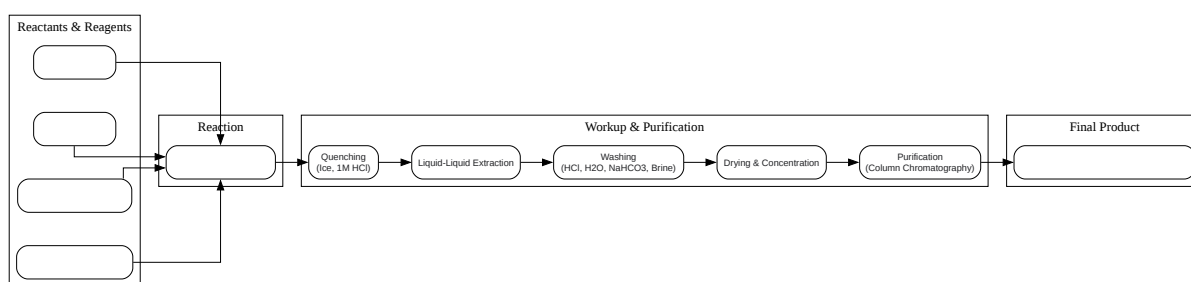 Reactants & Reagents
Reaction
Workup & Purification
Final Product
Quenching
(Ice, 1M HCl)
Liquid-Liquid Extraction
Washing
(HCl, H2O, NaHCO3, Brine)
Drying & Concentration
Purification
(Column Chromatography)